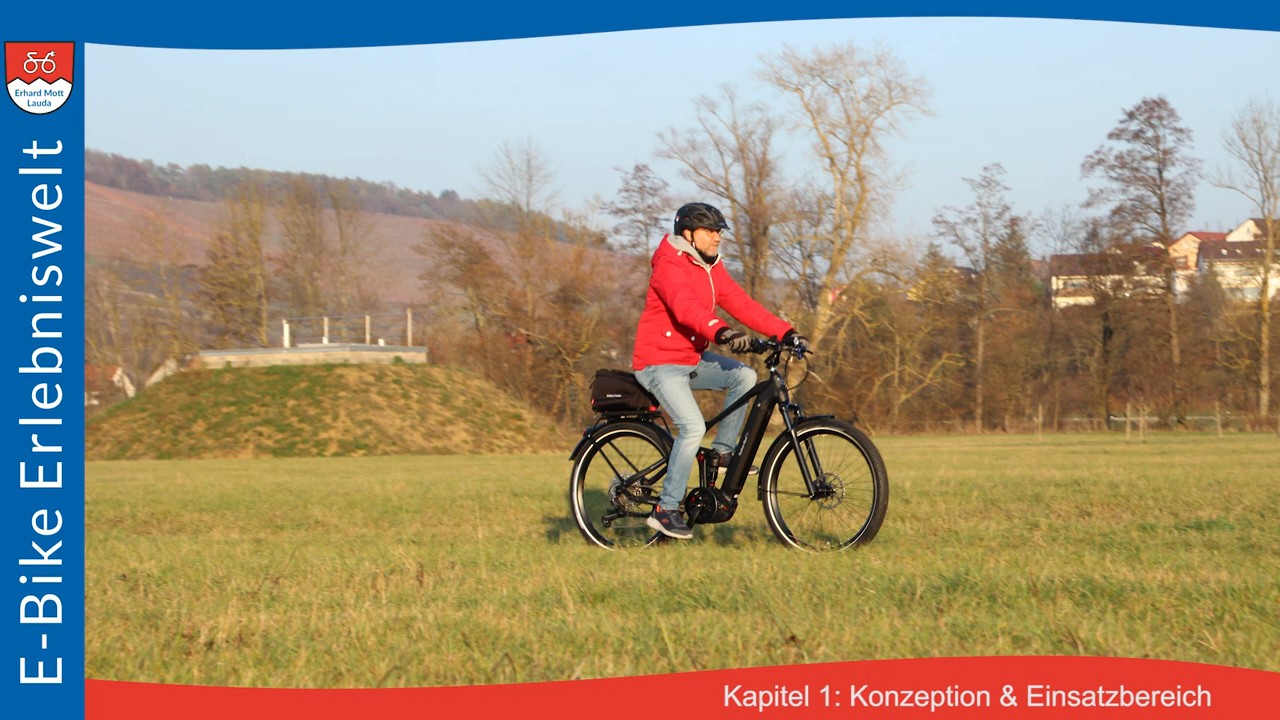 Erhard Mott
Lauda
E-Bike Erlebniswelt
Kapitel 1: Konzeption & Einsatzbereich